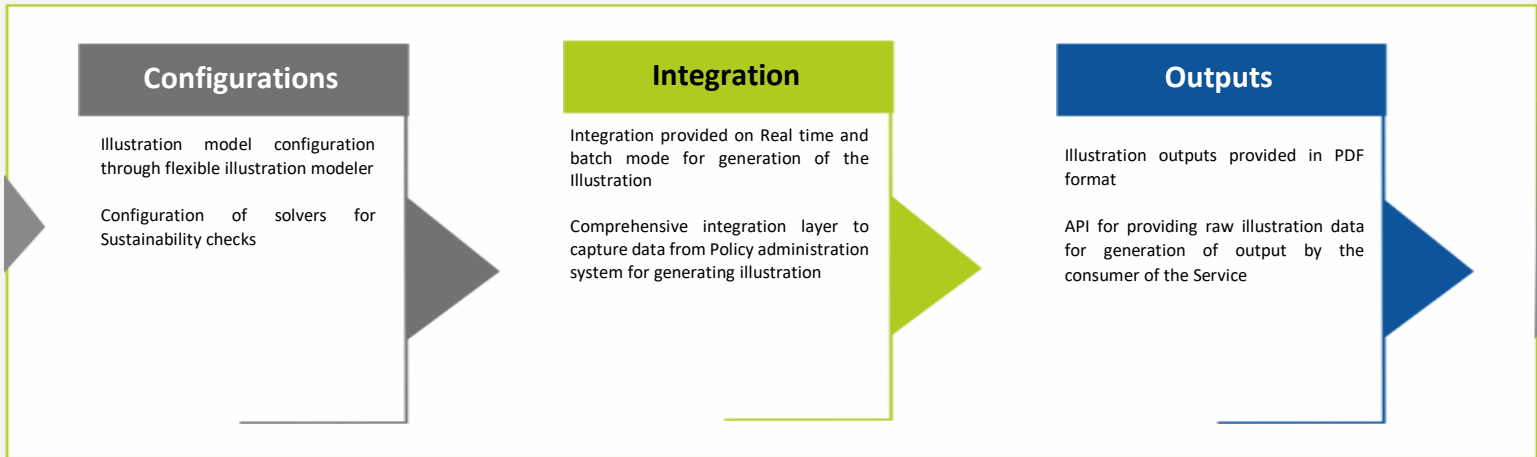 Configurations
Illustration model configuration
through flexible illustration modeler
Configuration of solvers for
Sustainability checks
Integration
Integration provided on Real time and
batch mode for generation of the
Illustration
Comprehensive integration layer to
capture data from Policy administration
system for generating illustration
Outputs
Illustration outputs provided in PDF
format
API for providing raw illustration data
for generation of output by the
consumer of the Service